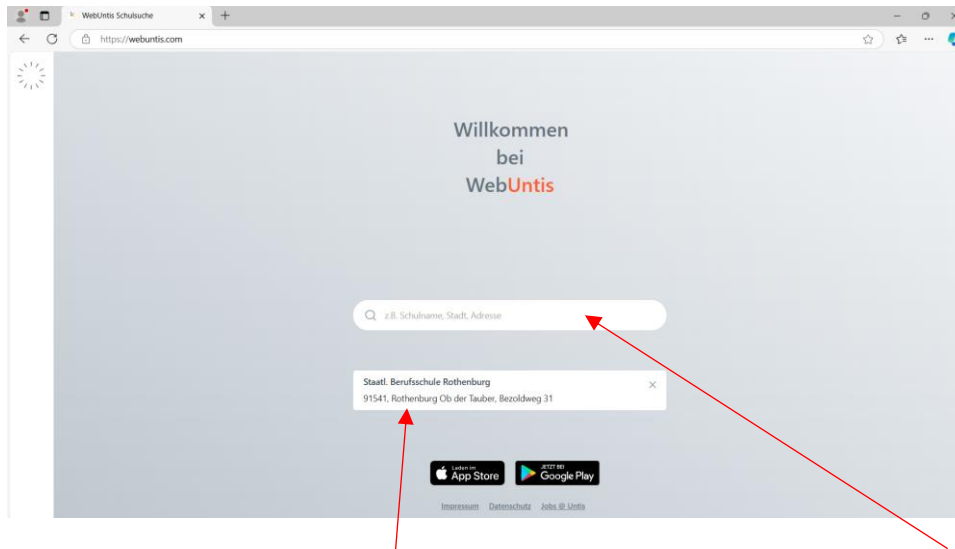 WebUntis Schulsuche
https://webuntis.com
Willkommen
bei
WebUntis
z.B. Schulname, Stadt, Adresse
Staatl. Berufsschule Rothenburg
91541, Rothenburg Ob der Tauber, Bezoldweg 31
Laden im
App Store
JETZT BEI
Google Play
Impressum Datenschutz Jobs @ Untis